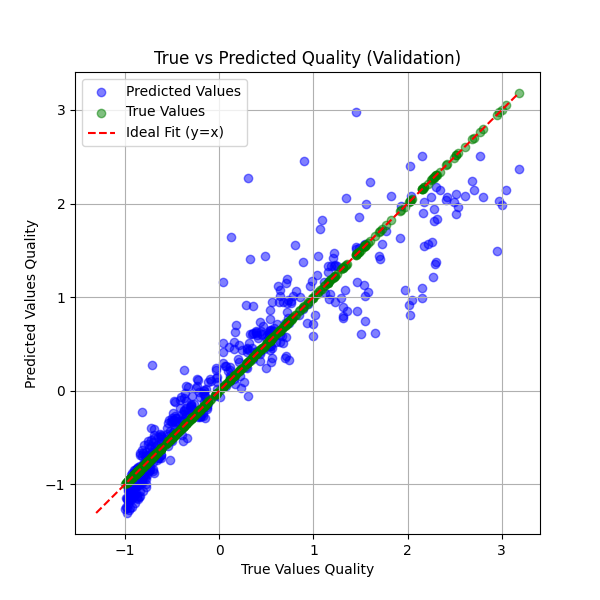 True vs Predicted Quality (Validation)
Predicted Values
True Values
Ideal Fit (y=x)
Predicted Values Quality
3
2
1
0
−1
−1
0
1
2
3
True Values Quality